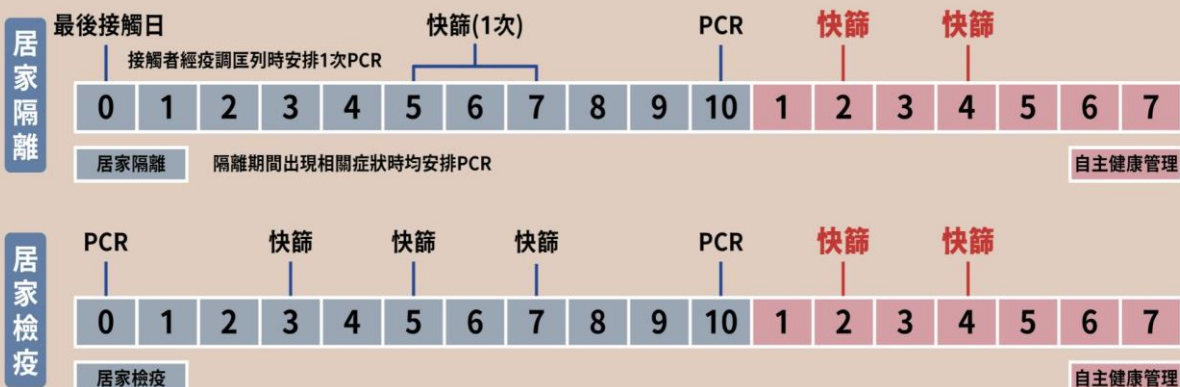 居家隔離
最後接觸日
快篩(1次)
PCR
快篩
快篩
接觸者經疫調匡列時安排1次PCR
0 1 2 3 4 5 6 7 8 9 10 1 2 3 4 5 6 7
居家隔離
隔離期間出現相關症狀時均安排PCR
自主健康管理
居家檢疫
PCR
快篩
快篩
快篩
PCR
快篩
快篩
0 1 2 3 4 5 6 7 8 9 10 1 2 3 4 5 6 7
居家檢疫
自主健康管理